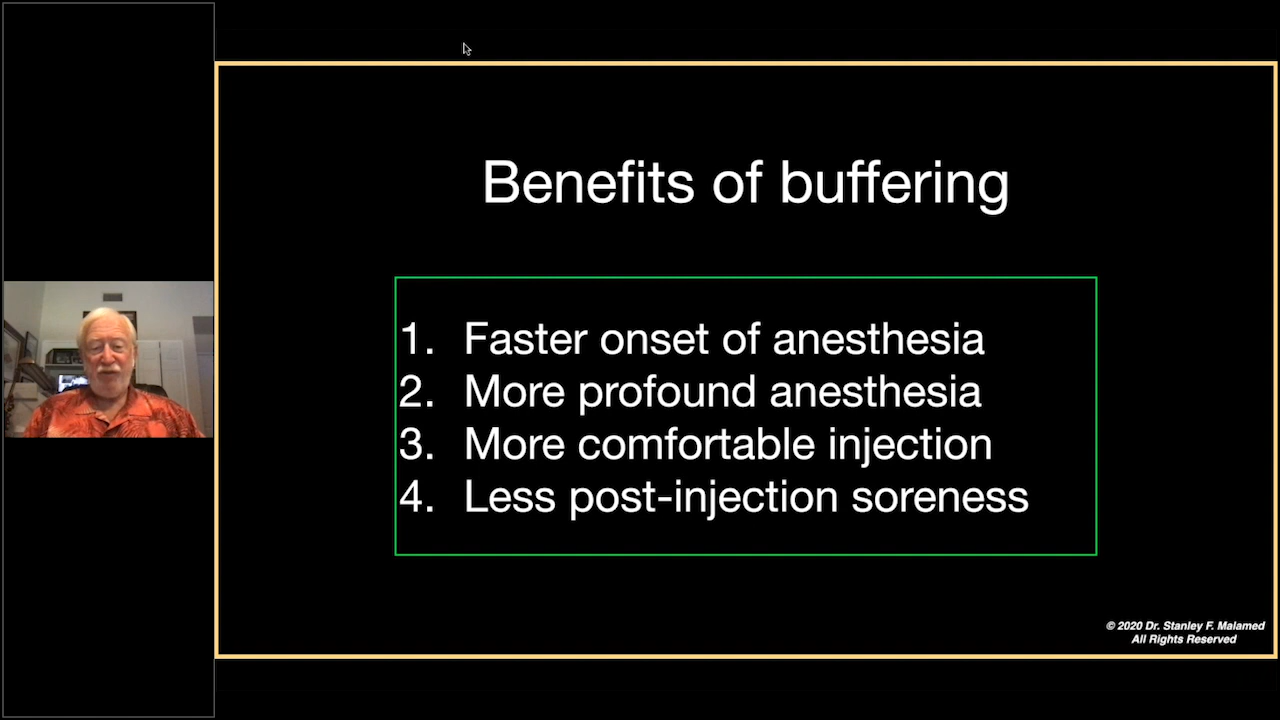 Benefits of buffering
1. Faster onset of anesthesia
2. More profound anesthesia
3. More comfortable injection
4. Less post-injection soreness
© 2020 Dr. Stanley F. Malamed
All Rights Reserved